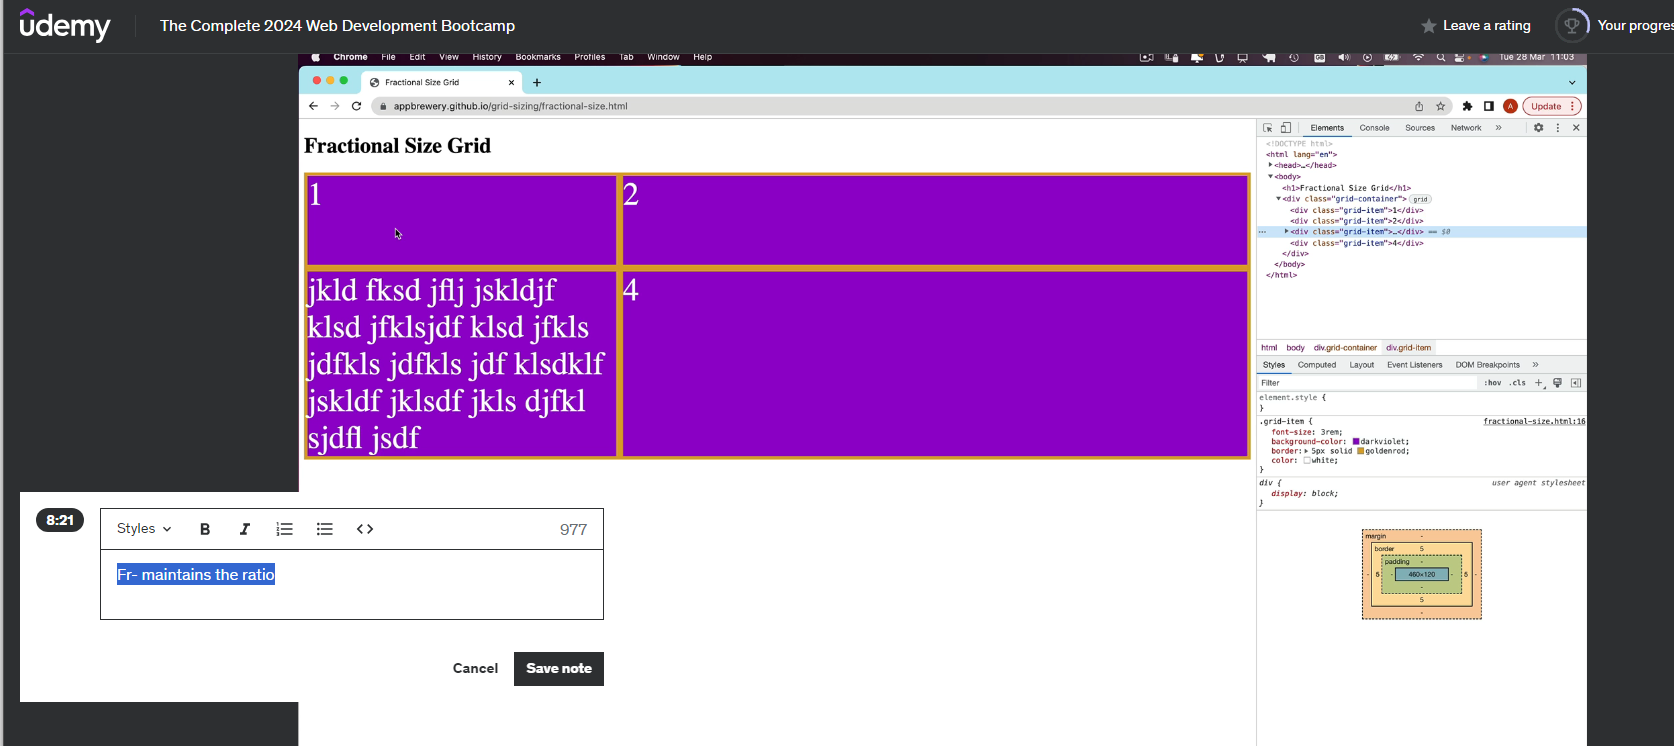 ûdemy
The Complete 2024 Web Development Bootcamp
Leave a rating
Your progres
Chrome File Edit View History Bookmarks Profiles Tab Window Help
Tue 28 Mar 11:03
Fractional Size Grid
appbrewery.github.io/grid-sizing/fractional-size.html
A
Update
Fractional Size Grid
1
2
jkld fksd jflj jskldjf
klsd jfklsjdf klsd jfkls
jdfkls jdfkls jdf klsdklf
jskldf jklsdf jkls djfkl
sjdfl jsdf
4
Elements Console Sources Network »
<!DOCTYPE html>
<html lang="en">
<head>…</head>
<body>
<h1>Fractional Size Grid</h1>
<div class="grid-container"> grid
<div class="grid-item">1</div>
<div class="grid-item">2</div>
<div class="grid-item">…</div> == $0
<div class="grid-item">4</div>
</div>
</body>
</html>
html body div.grid-container div.grid-item
Styles Computed Layout Event Listeners DOM Breakpoints »
Filter
:hov .cls +
element.style {
}
.grid-item {
fractional-size.html:16
font-size: 3rem;
background-color: darkviolet;
border: 5px solid goldenrod;
color: white;
}
div {
user agent stylesheet
display: block;
}
margin -
border 5
padding -
- 5 - 460×120 - 5 -
-
5
-
8:21
Styles B I <> 977
Fr- maintains the ratio
Cancel
Save note